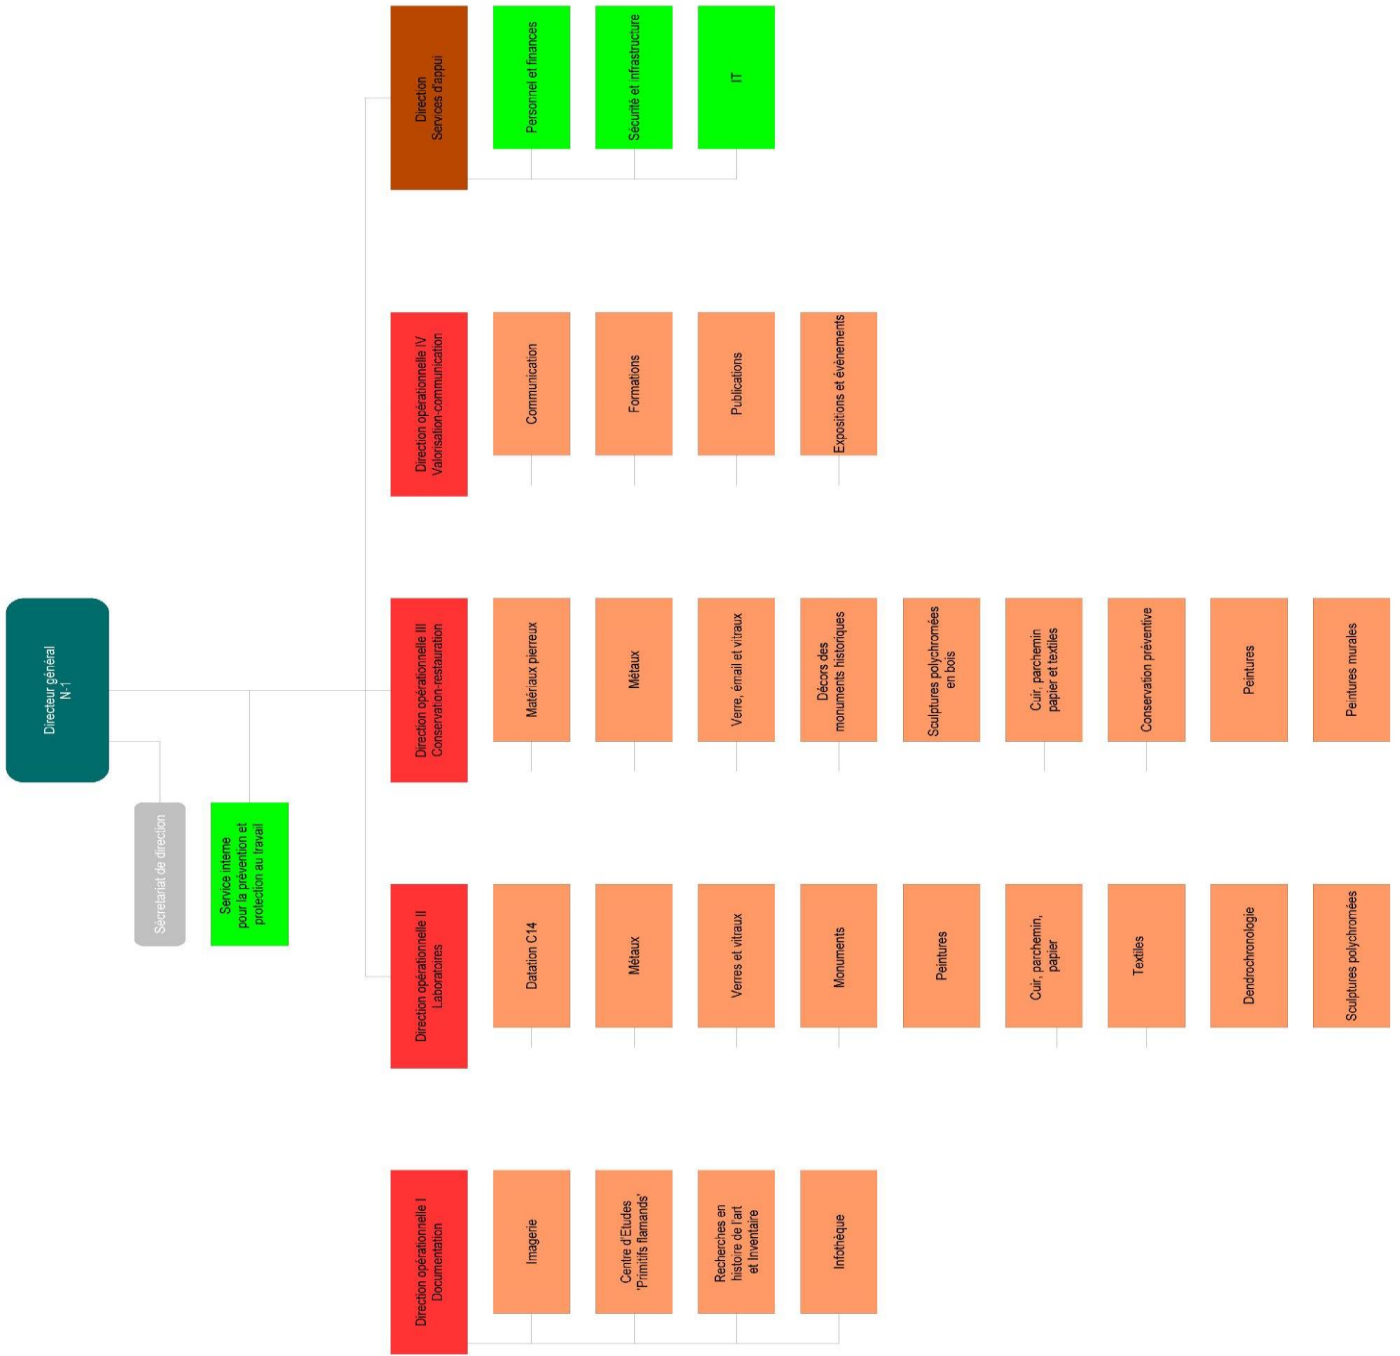 Directeur général
N-1
Sécretariat de direction
Service interne
pour la prévention et
protection au travail
Direction opérationnelle I
Documentation
Imagerie
Centre d'Etudes
'Primitifs flamands'
Recherches en
histoire de l'art
et Inventaire
Infothèque
Direction opérationnelle II
Laboratoires
Datation C14
Métaux
Verres et vitraux
Monuments
Peintures
Cuir, parchemin,
papier
Textiles
Dendrochronologie
Sculptures polychromées
Direction opérationnelle III
Conservation-restauration
Matériaux pierreux
Métaux
Verre, émail et vitraux
Décors des
monuments historiques
Sculptures polychromées
en bois
Cuir, parchemin
papier et textiles
Conservation préventive
Peintures
Peintures murales
Direction opérationnelle IV
Valorisation-communication
Communication
Formations
Publications
Expositions et évènements
Direction
Services d'appui
Personnel et finances
Sécurité et infrastructure
IT